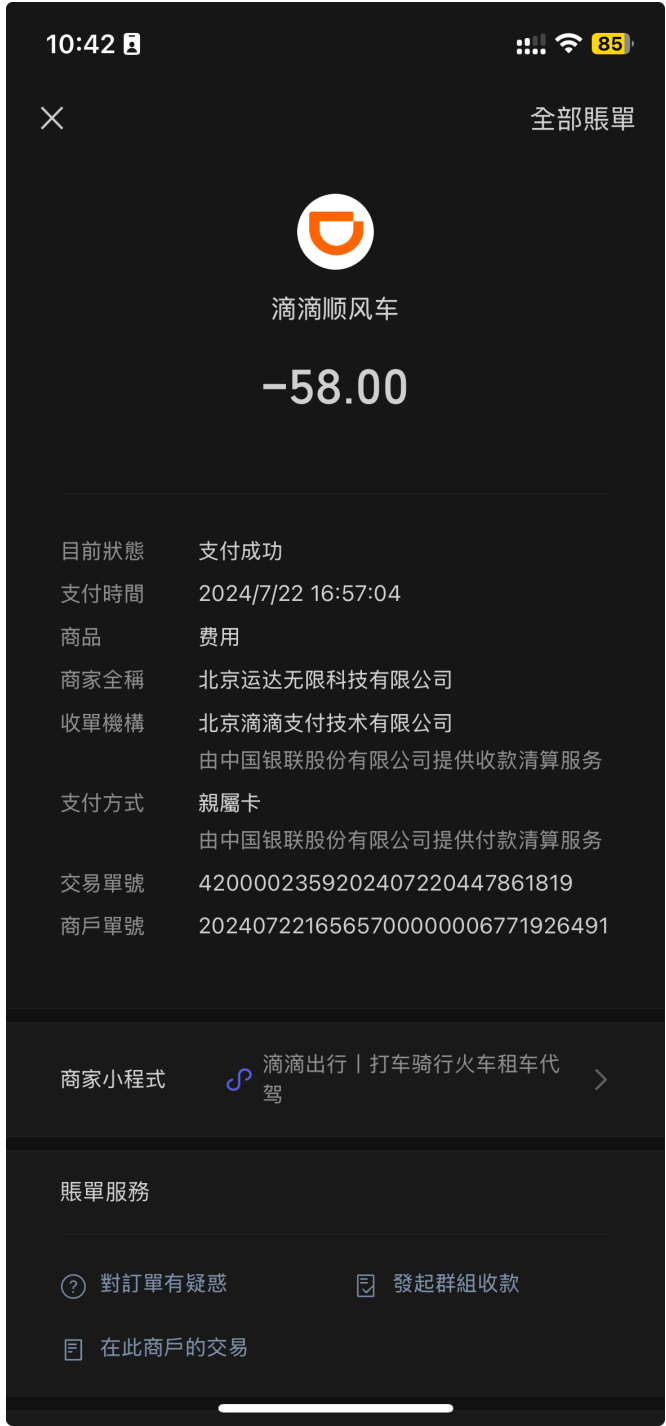 10:42
85
全部賬單
滴滴顺风车
-58.00
目前狀態 支付成功
支付時間 2024/7/22 16:57:04
商品 费用
商家全稱 北京运达无限科技有限公司
收單機構 北京滴滴支付技术有限公司
由中国银联股份有限公司提供收款清算服务
支付方式 親屬卡
由中国银联股份有限公司提供付款清算服务
交易單號 4200002359202407220447861819
商戶單號 2024072216565700000006771926491
商家小程式 滴滴出行丨打车骑行火车租车代
驾
賬單服務
對訂單有疑惑 發起群組收款
在此商戶的交易